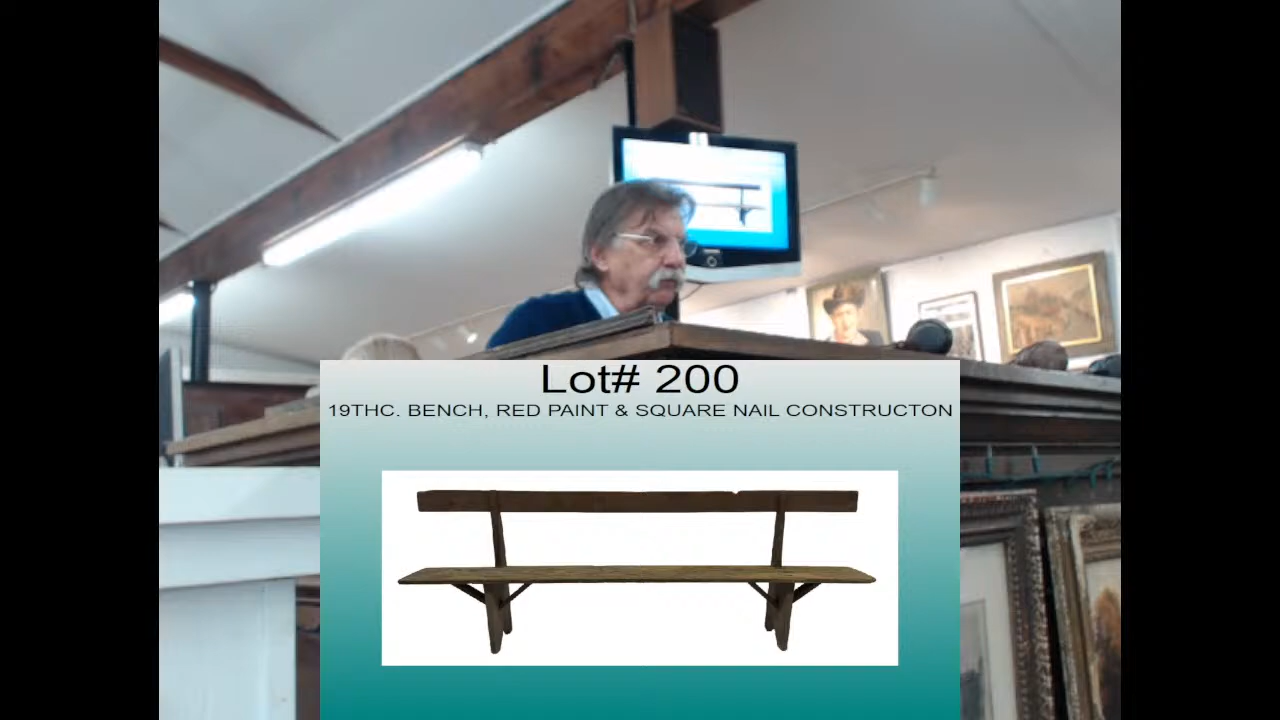 Lot# 200
19THC. BENCH, RED PAINT & SQUARE NAIL CONSTRUCTON